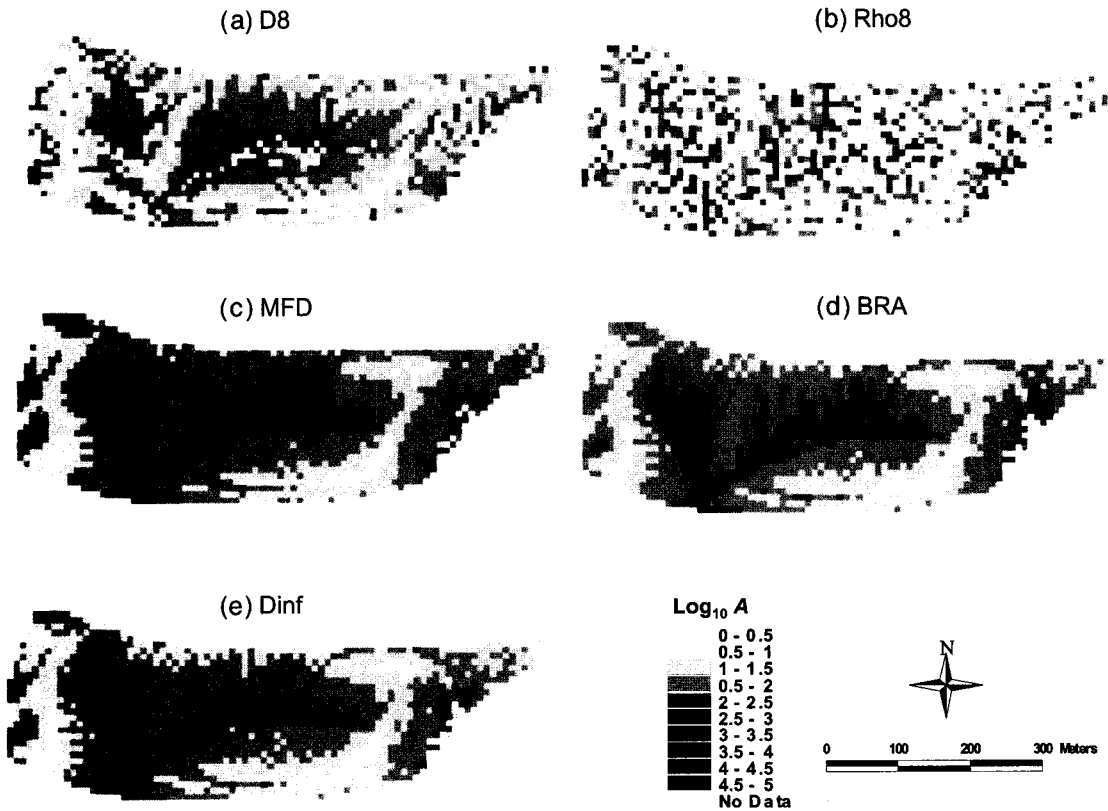 (a) D8
(b) Rho8
(c) MFD
(d) BRA
(e) Dinf
Log10 A
0 - 0.5
0.5 - 1
1 - 1.5
0.5 - 2
2 - 2.5
2.5 - 3
3 - 3.5
3.5 - 4
4 - 4.5
4.5 - 5
No Data
N
0 100 200 300 Meters